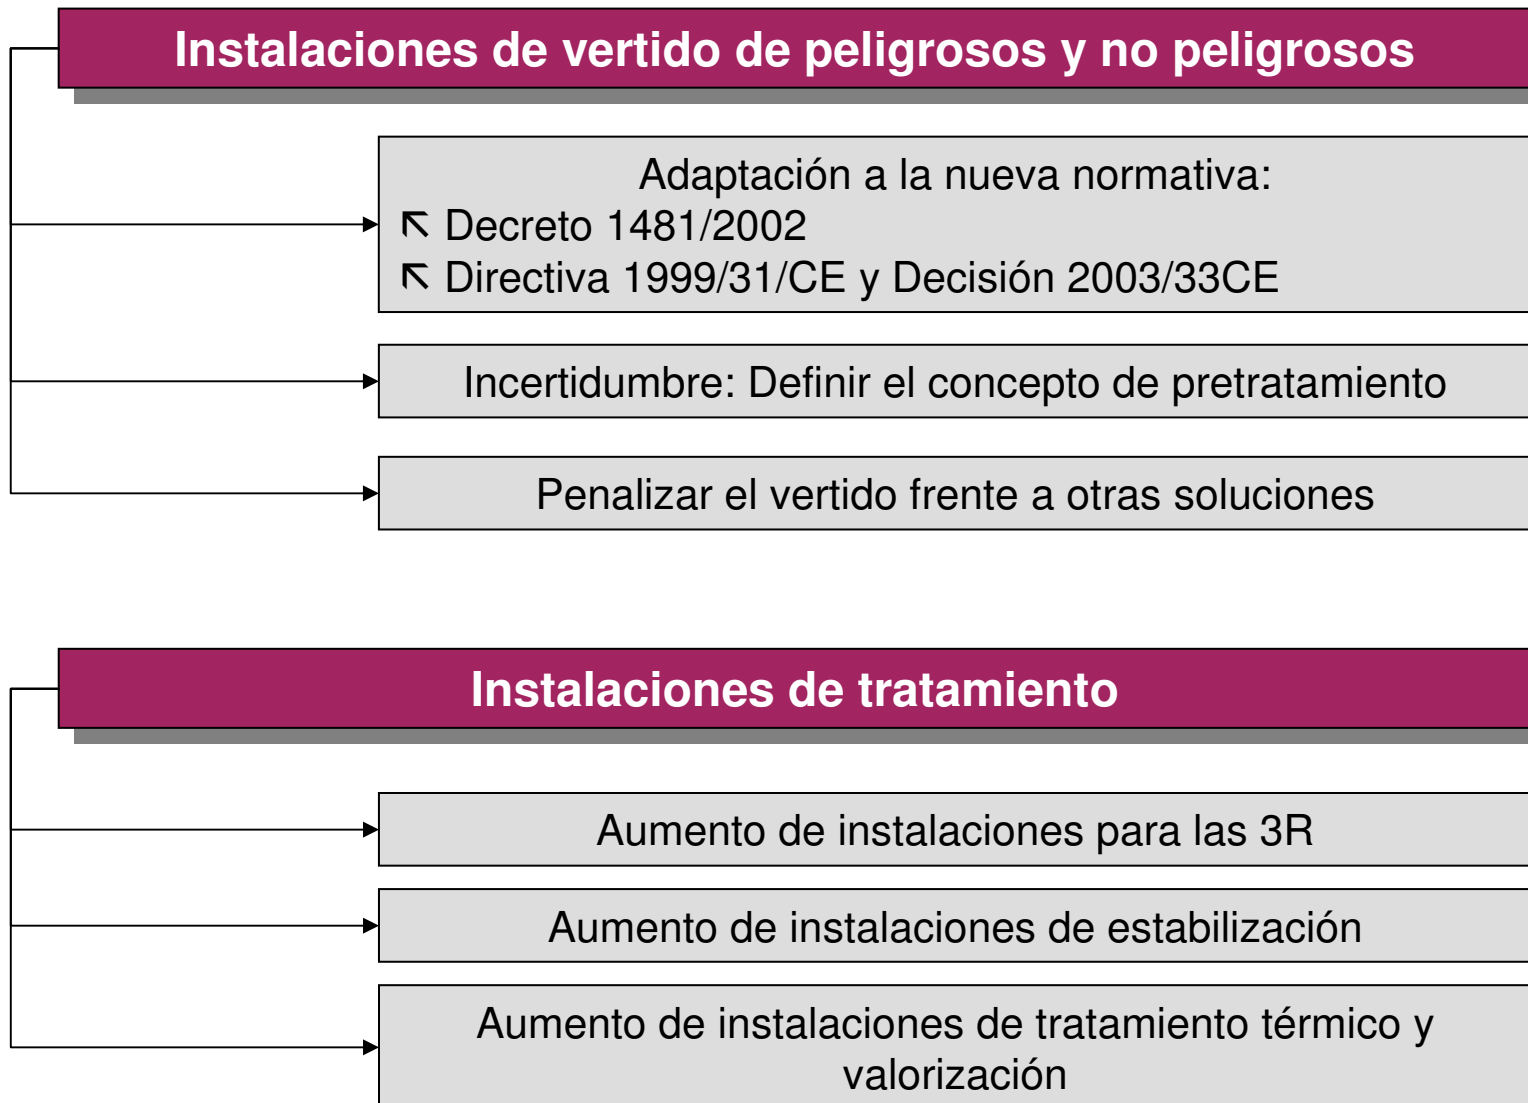 Instalaciones de vertido de peligrosos y no peligrosos
Adaptación a la nueva normativa:
↖ Decreto 1481/2002
↖ Directiva 1999/31/CE y Decisión 2003/33CE
Incertidumbre: Definir el concepto de pretratamiento
Penalizar el vertido frente a otras soluciones
Instalaciones de tratamiento
Aumento de instalaciones para las 3R
Aumento de instalaciones de estabilización
Aumento de instalaciones de tratamiento térmico y
valorización